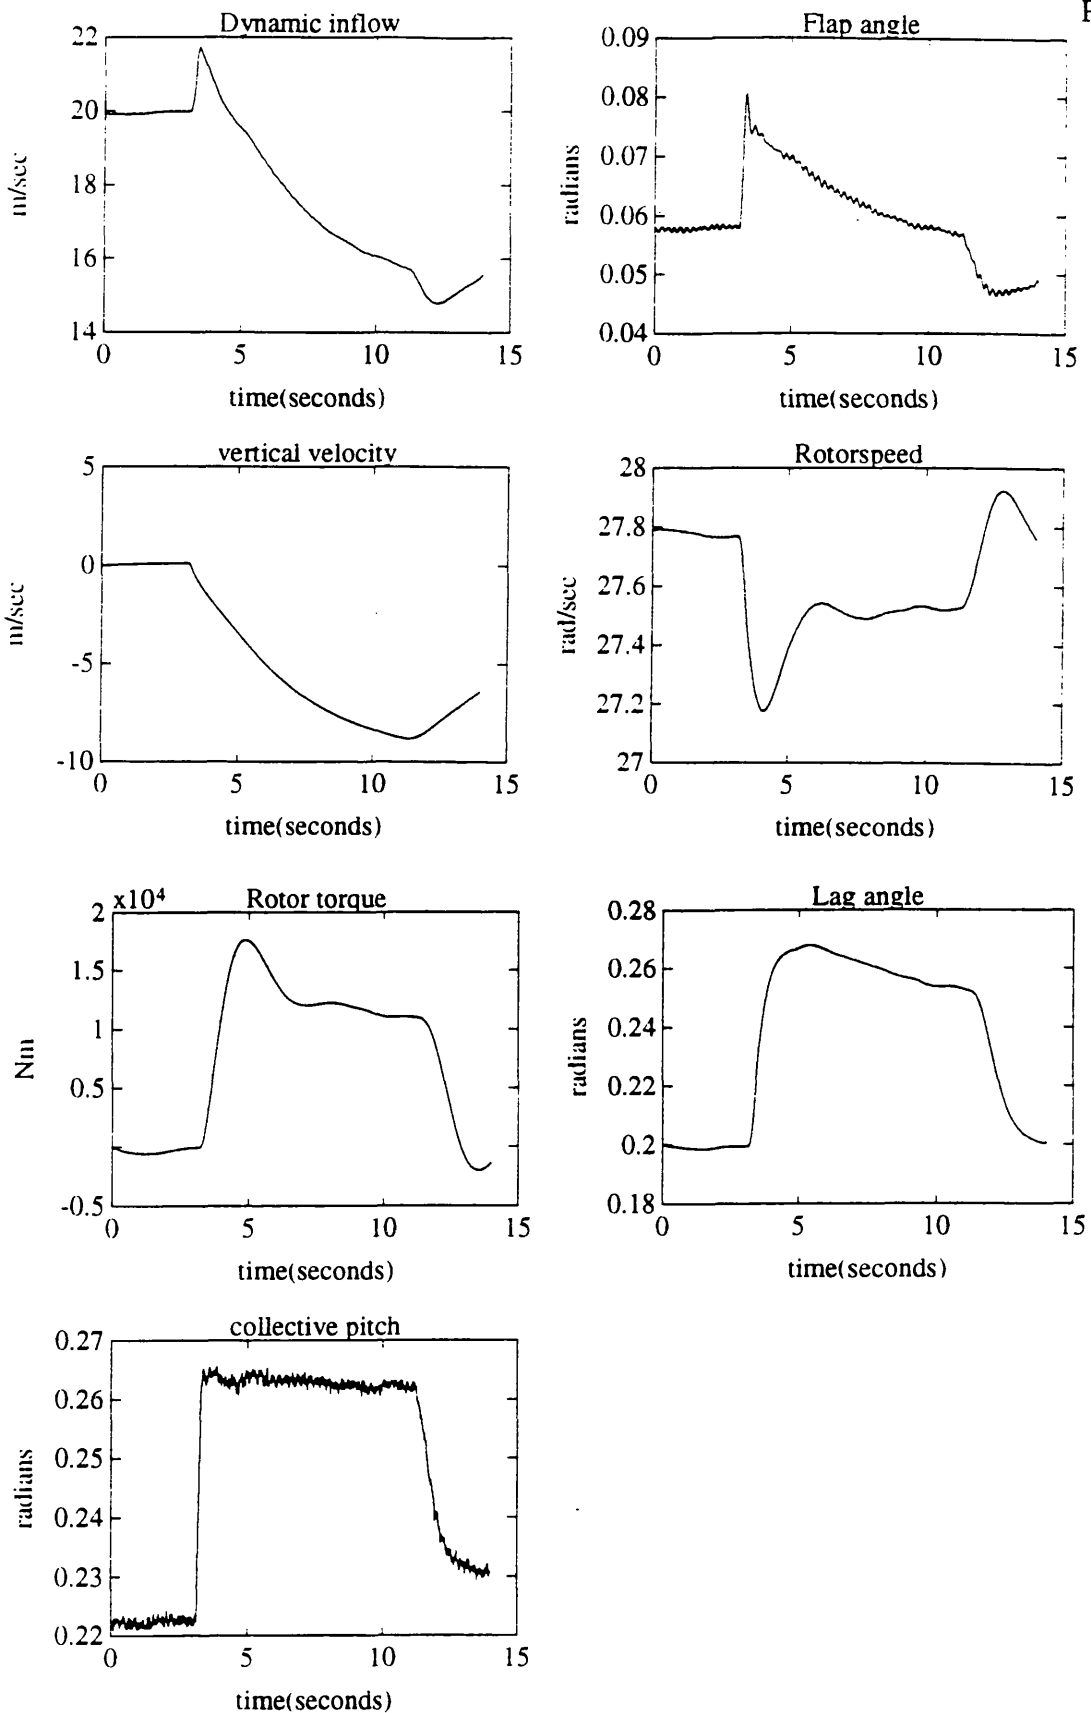 Dynamic inflow
22
20
18
16
14
m/sec
0 5 10 15
time(seconds)
Flap angle
0.09
0.08
0.07
0.06
0.05
0.04
radians
0 5 10 15
time(seconds)
vertical velocity
5
0
-5
-10
m/sec
0 5 10 15
time(seconds)
Rotorspeed
28
27.8
27.6
27.4
27.2
27
rad/sec
0 5 10 15
time(seconds)
x10⁴ Rotor torque
2
1.5
1
0.5
-0.5
Nm
0 5 10 15
time(seconds)
Lag angle
0.28
0.26
0.24
0.22
0.2
0.18
radians
0 5 10 15
time(seconds)
collective pitch
0.27
0.26
0.25
0.24
0.23
0.22
radians
0 5 10 15
time(seconds)